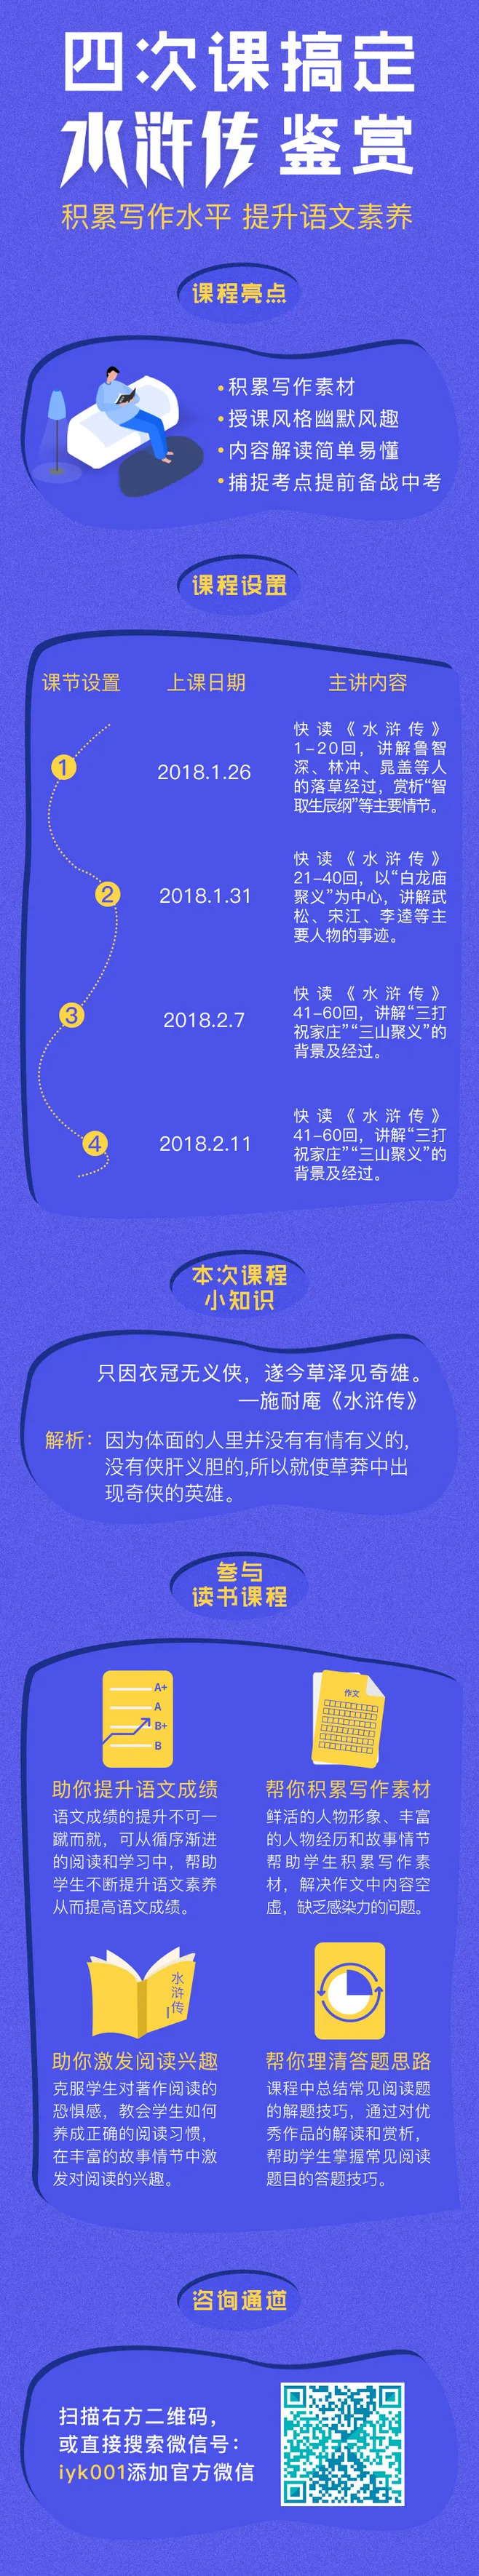 四次课搞定
水浒传鉴赏
积累写作水平 提升语文素养
课程亮点
•积累写作素材
•授课风格幽默风趣
•内容解读简单易懂
•捕捉考点提前备战中考
课程设置
课节设置 上课日期 主讲内容
1
2018.1.26
快读《水浒传》
1-20回，讲解鲁智
深、林冲、晁盖等人
的落草经过，赏析“智
取生辰纲”等主要情节。
2
2018.1.31
快读《水浒传》
21-40回，以“白龙庙
聚义”为中心，讲解武
松、宋江、李逵等主
要人物的事迹。
3
2018.2.7
快读《水浒传》
41-60回，讲解“三打
祝家庄”“三山聚义”的
背景及经过。
4
2018.2.11
快读《水浒传》
41-60回，讲解“三打
祝家庄”“三山聚义”的
背景及经过。
本次课程
小知识
只因衣冠无义侠，遂令草泽见奇雄。
—施耐庵《水浒传》
解析：因为体面的人里并没有有情有义的,
没有侠肝义胆的,所以就使草莽中出
现奇侠的英雄。
参与
读书课程
A+
A
B+
B
助你提升语文成绩
语文成绩的提升不可一
蹴而就，可从循序渐进
的阅读和学习中，帮助
学生不断提升语文素养
从而提高语文成绩。
作文
帮你积累写作素材
鲜活的人物形象、丰富
的人物经历和故事情节
帮助学生积累写作素
材，解决作文中内容空
虚，缺乏感染力的问题。
水浒传
助你激发阅读兴趣
克服学生对著作阅读的
恐惧感，教会学生如何
养成正确的阅读习惯，
在丰富的故事情节中激
发对阅读的兴趣。
帮你理清答题思路
课程中总结常见阅读题
的解题技巧，通过对优
秀作品的解读和赏析，
帮助学生掌握常见阅读
题目的答题技巧。
咨询通道
扫描右方二维码，
或直接搜索微信号：
iyk001添加官方微信